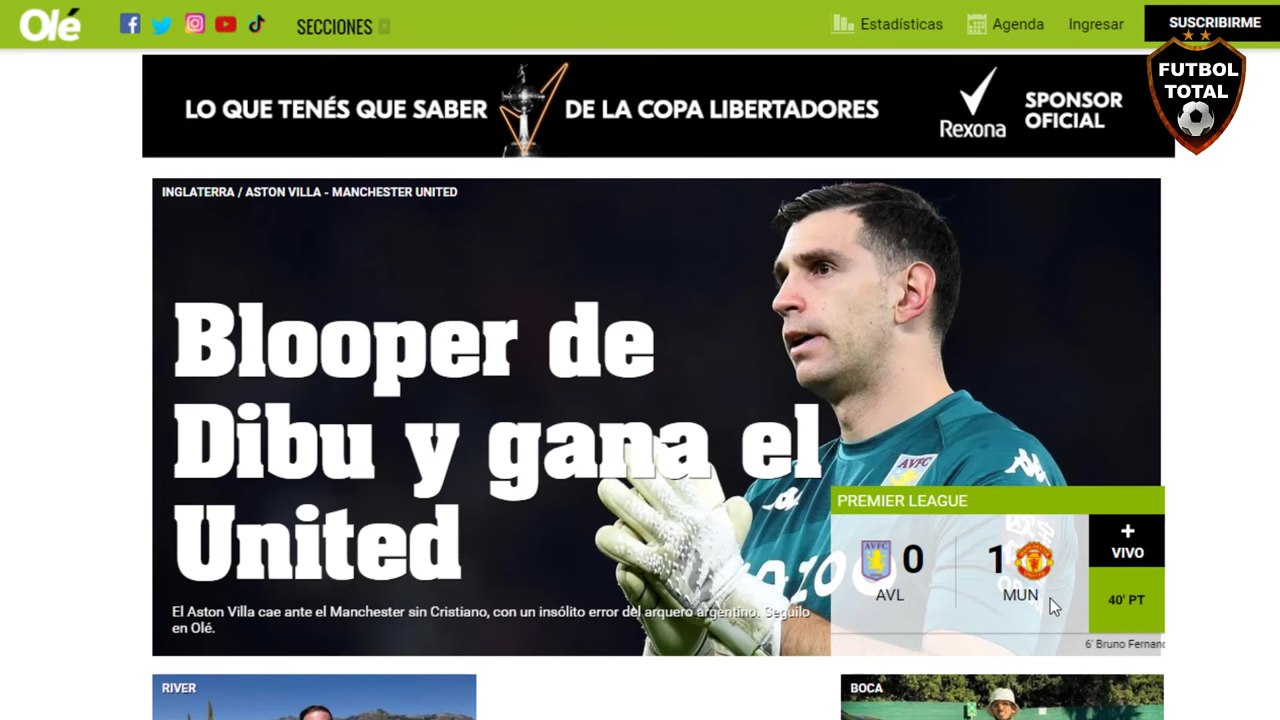 Olé
SECCIONES
Estadísticas
Agenda
Ingresar
SUSCRIBIRME
FUTBOL
TOTAL
LO QUE TENÉS QUE SABER
DE LA COPA LIBERTADORES
Rexona
SPONSOR
OFICIAL
INGLATERRA / ASTON VILLA - MANCHESTER UNITED
Blooper de
Dibu y gana el
United
El Aston Villa cae ante el Manchester sin Cristiano, con un insólito error del arquero argentino. Seguilo
en Olé.
AVFC
PREMIER LEAGUE
AVFC
0
1
AVL
MUN
+
VIVO
40' PT
6' Bruno Fernand
RIVER
BOCA